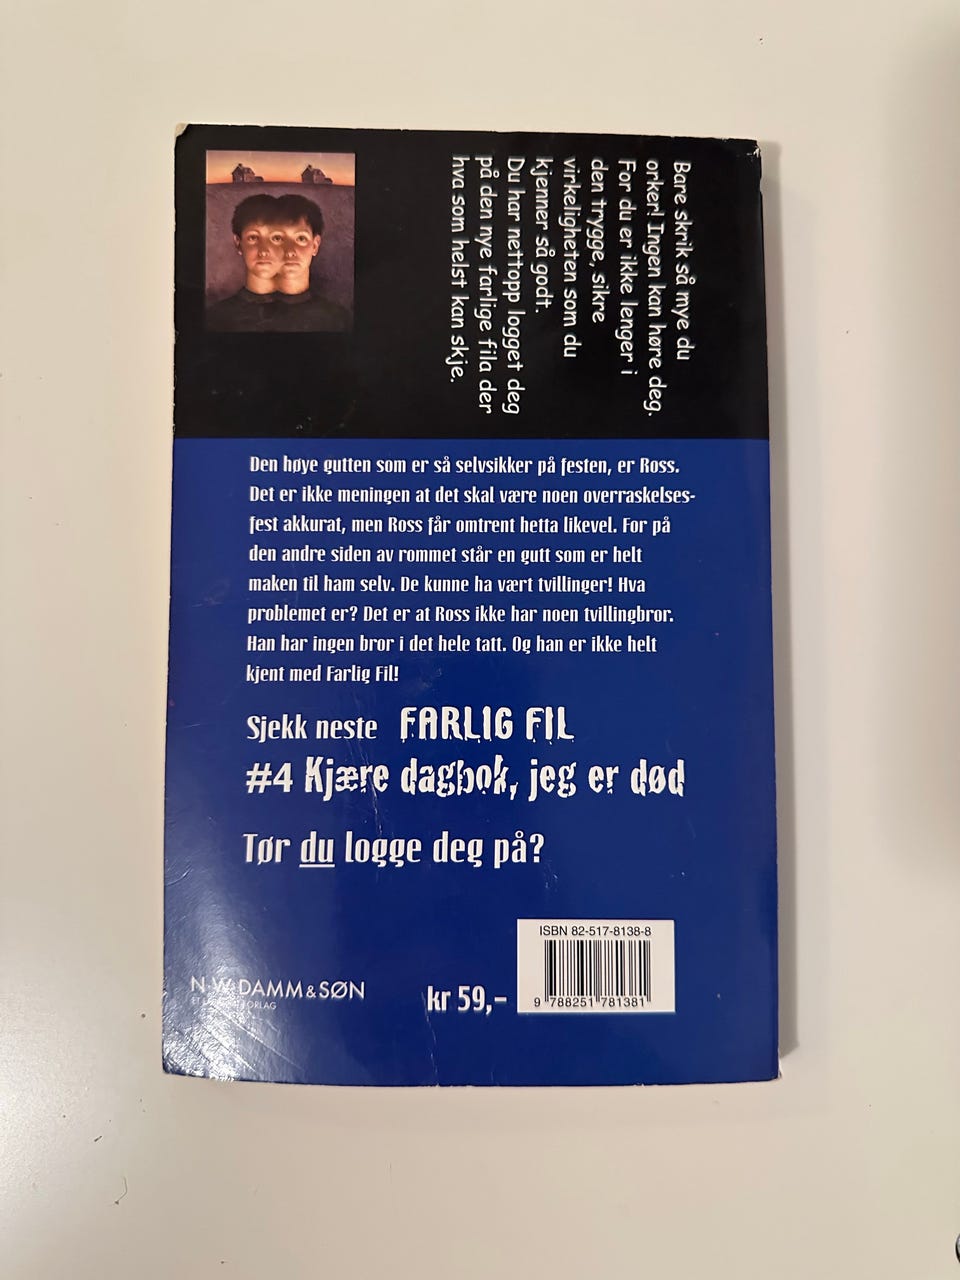 Bare skrik så mye du
orker! Ingen kan høre deg.
For du er ikke lenger i
den trygge, sikre
virkeligheten som du
kjenner så godt.
Du har nettopp logget deg
på den nye farlige fila der
hva som helst kan skje.
Den høye gutten som er så selvsikker på festen, er Ross.
Det er ikke meningen at det skal være noen overraskelses-
fest akkurat, men Ross får omtrent hetta likevel. For på
den andre siden av rommet står en gutt som er helt
maken til ham selv. De kunne ha vært tvillinger! Hva
problemet er? Det er at Ross ikke har noen tvillingbror.
Han har ingen bror i det hele tatt. Og han er ikke helt
kjent med Farlig Fil!
Sjekk neste FARLIG FIL
#4 Kjære dagbok, jeg er død
Tør du logge deg på?
ISBN 82-517-8138-8
9 788251 781381
N·W·DAMM & SØN
kr 59,-